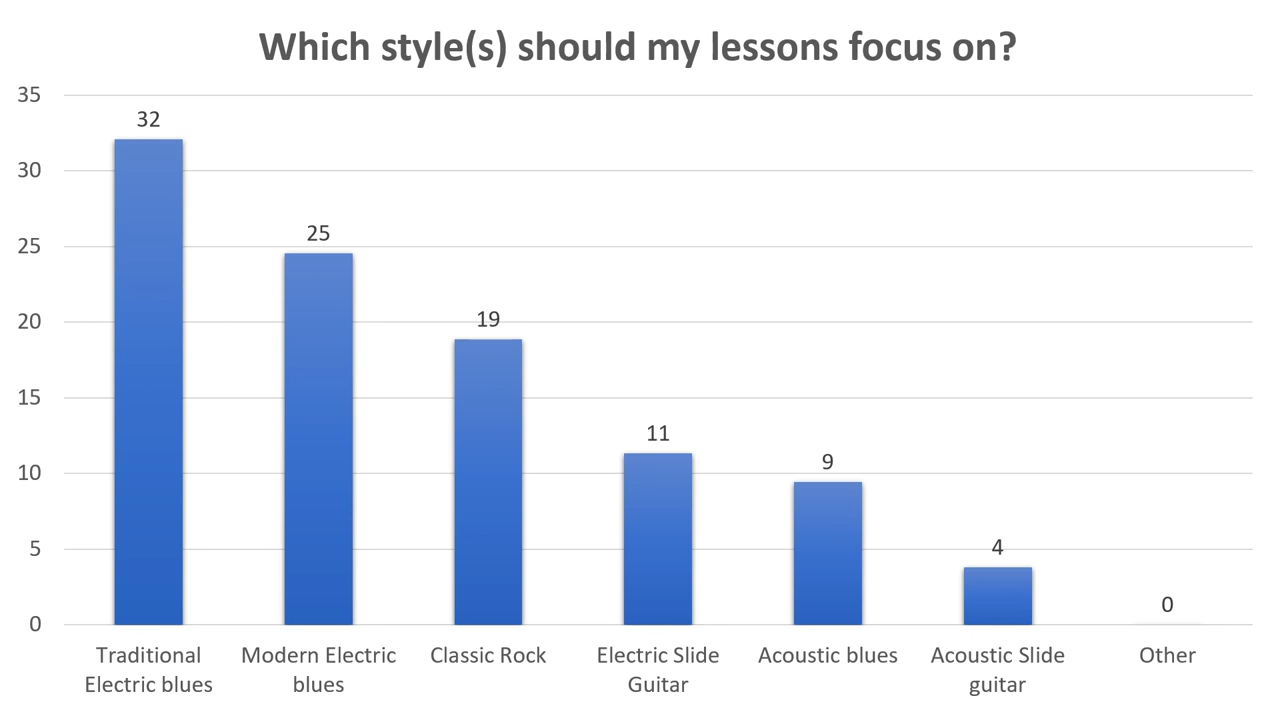 Which style(s) should my lessons focus on?
35
30
25
20
15
10
5
0
32
25
19
11
9
4
0
Traditional
Electric blues
Modern Electric
blues
Classic Rock
Electric Slide
Guitar
Acoustic blues
Acoustic Slide
guitar
Other